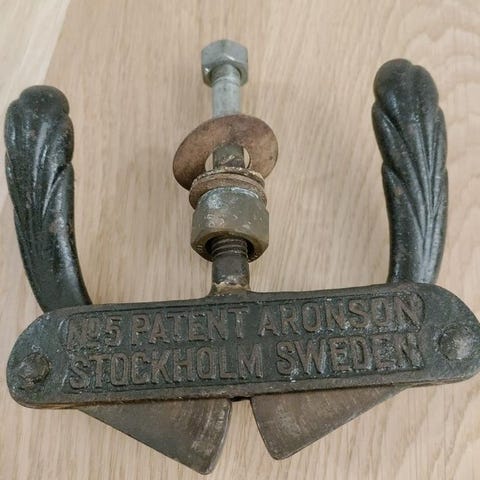 No5 PATENT ARONSON
STOCKHOLM SWEDEN